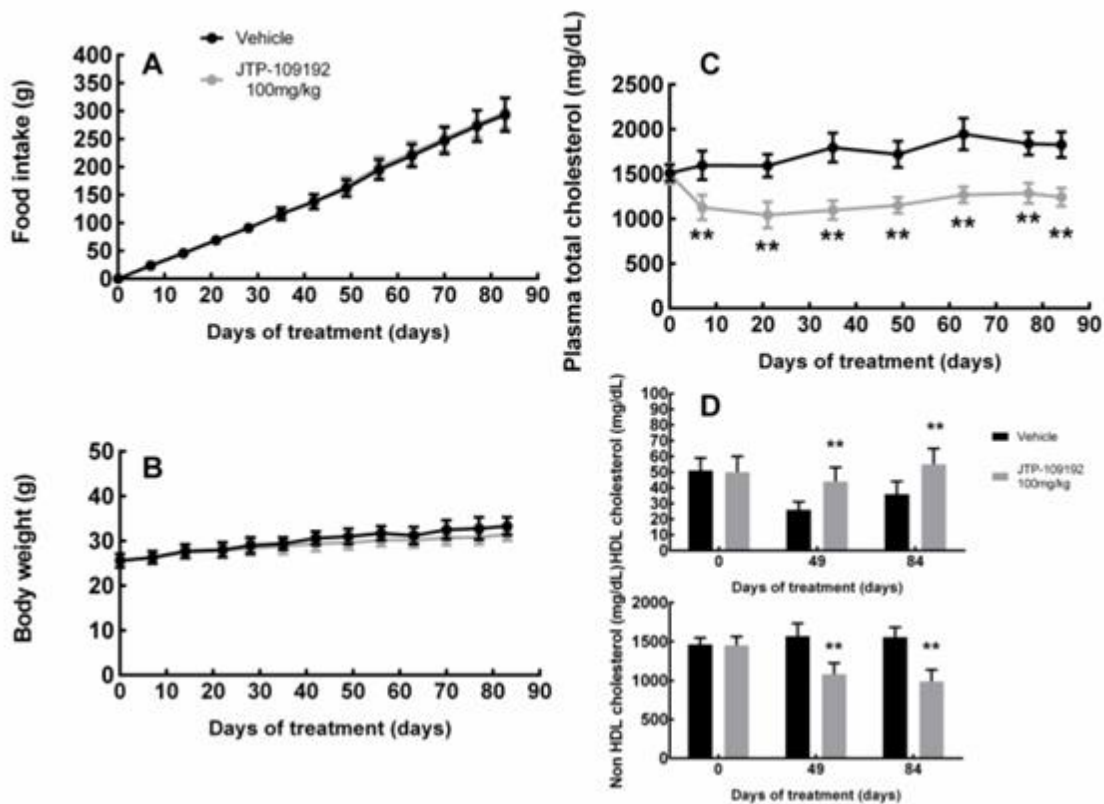 A
Vehicle
JTP-109192
100mg/kg
Food intake (g)
400
350
300
250
200
150
100
50
0
0 10 20 30 40 50 60 70 80 90
Days of treatment (days)
B
Body weight (g)
50
40
30
20
10
0
0 10 20 30 40 50 60 70 80 90
Days of treatment (days)
C
Plasma total cholesterol (mg/dL)
2500
2000
1500
1000
500
0
** ** ** ** ** ** **
0 10 20 30 40 50 60 70 80 90
Days of treatment (days)
D
HDL cholesterol (mg/dL)
100
90
80
70
60
50
40
30
20
10
0
** **
0 49 84
Days of treatment (days)
Vehicle
JTP-109192
100mg/kg
Non HDL cholesterol (mg/dL)
2000
1500
1000
500
0
** **
0 49 84
Days of treatment (days)